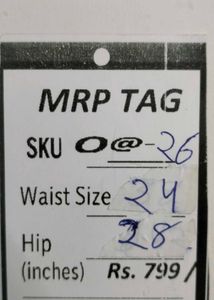 MRP TAG
SKU O@-26
Waist Size 24
Hip 28
(inches) Rs. 799/